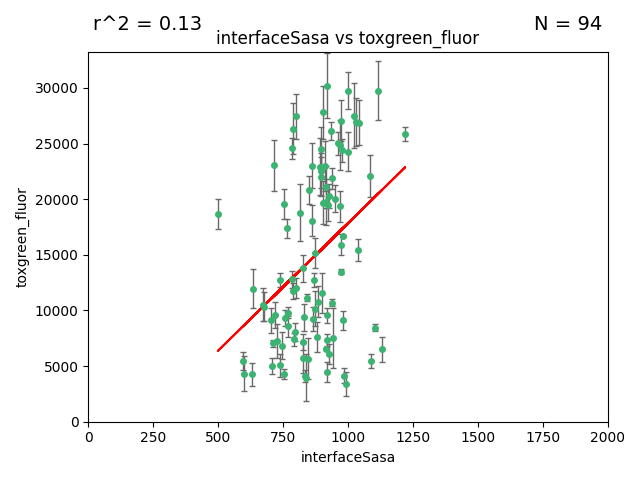 r^2 = 0.13
N = 94
interfaceSasa vs toxgreen_fluor
toxgreen_fluor
30000
25000
20000
15000
10000
5000
0
0 250 500 750 1000 1250 1500 1750 2000
interfaceSasa